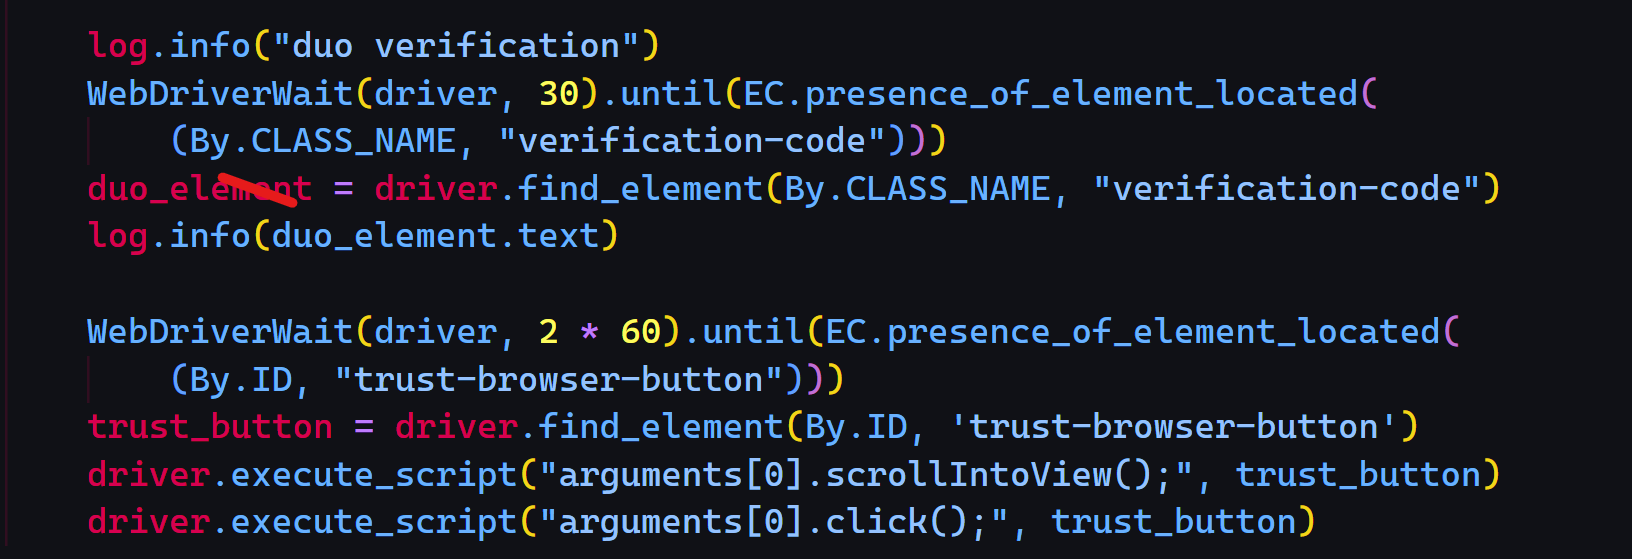 log.info("duo verification")
WebDriverWait(driver, 30).until(EC.presence_of_element_located(
    (By.CLASS_NAME, "verification-code")))
duo_element = driver.find_element(By.CLASS_NAME, "verification-code")
log.info(duo_element.text)

WebDriverWait(driver, 2 * 60).until(EC.presence_of_element_located(
    (By.ID, "trust-browser-button")))
trust_button = driver.find_element(By.ID, 'trust-browser-button')
driver.execute_script("arguments[0].scrollIntoView();", trust_button)
driver.execute_script("arguments[0].click();", trust_button)